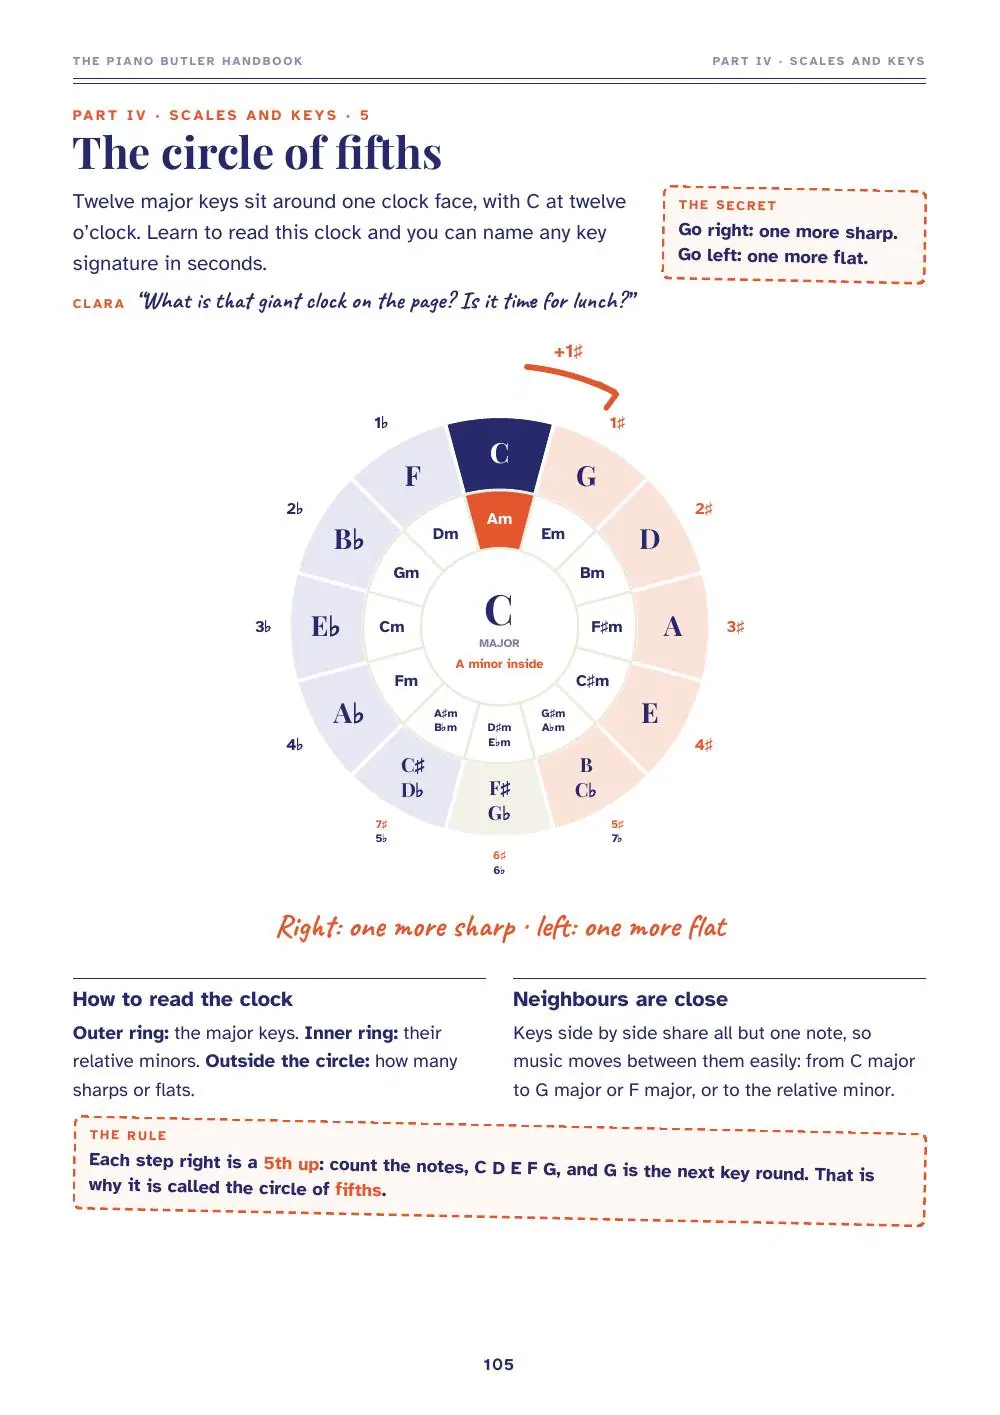 THE PIANO BUTLER HANDBOOK
PART IV · SCALES AND KEYS
PART IV · SCALES AND KEYS · 5
The circle of fifths
Twelve major keys sit around one clock face, with C at twelve
o’clock. Learn to read this clock and you can name any key
signature in seconds.
CLARA “What is that giant clock on the page? Is it time for lunch?”
THE SECRET
Go right: one more sharp.
Go left: one more flat.
+1♯
1♭
1♯
C
F
G
Am
2♭
2♯
Dm
Em
B♭
D
Gm
Bm
C
3♭
E♭
Cm
F♯m
A
3♯
MAJOR
A minor inside
Fm
C♯m
A♭
E
A♯m
B♭m
D♯m
E♭m
G♯m
A♭m
4♭
4♯
C♯
D♭
F♯
G♭
B
C♭
7♯
5♭
5♯
7♭
6♯
6♭
Right: one more sharp · left: one more flat
How to read the clock
Outer ring: the major keys. Inner ring: their
relative minors. Outside the circle: how many
sharps or flats.
Neighbours are close
Keys side by side share all but one note, so
music moves between them easily: from C major
to G major or F major, or to the relative minor.
THE RULE
Each step right is a 5th up: count the notes, C D E F G, and G is the next key round. That is
why it is called the circle of fifths.
105